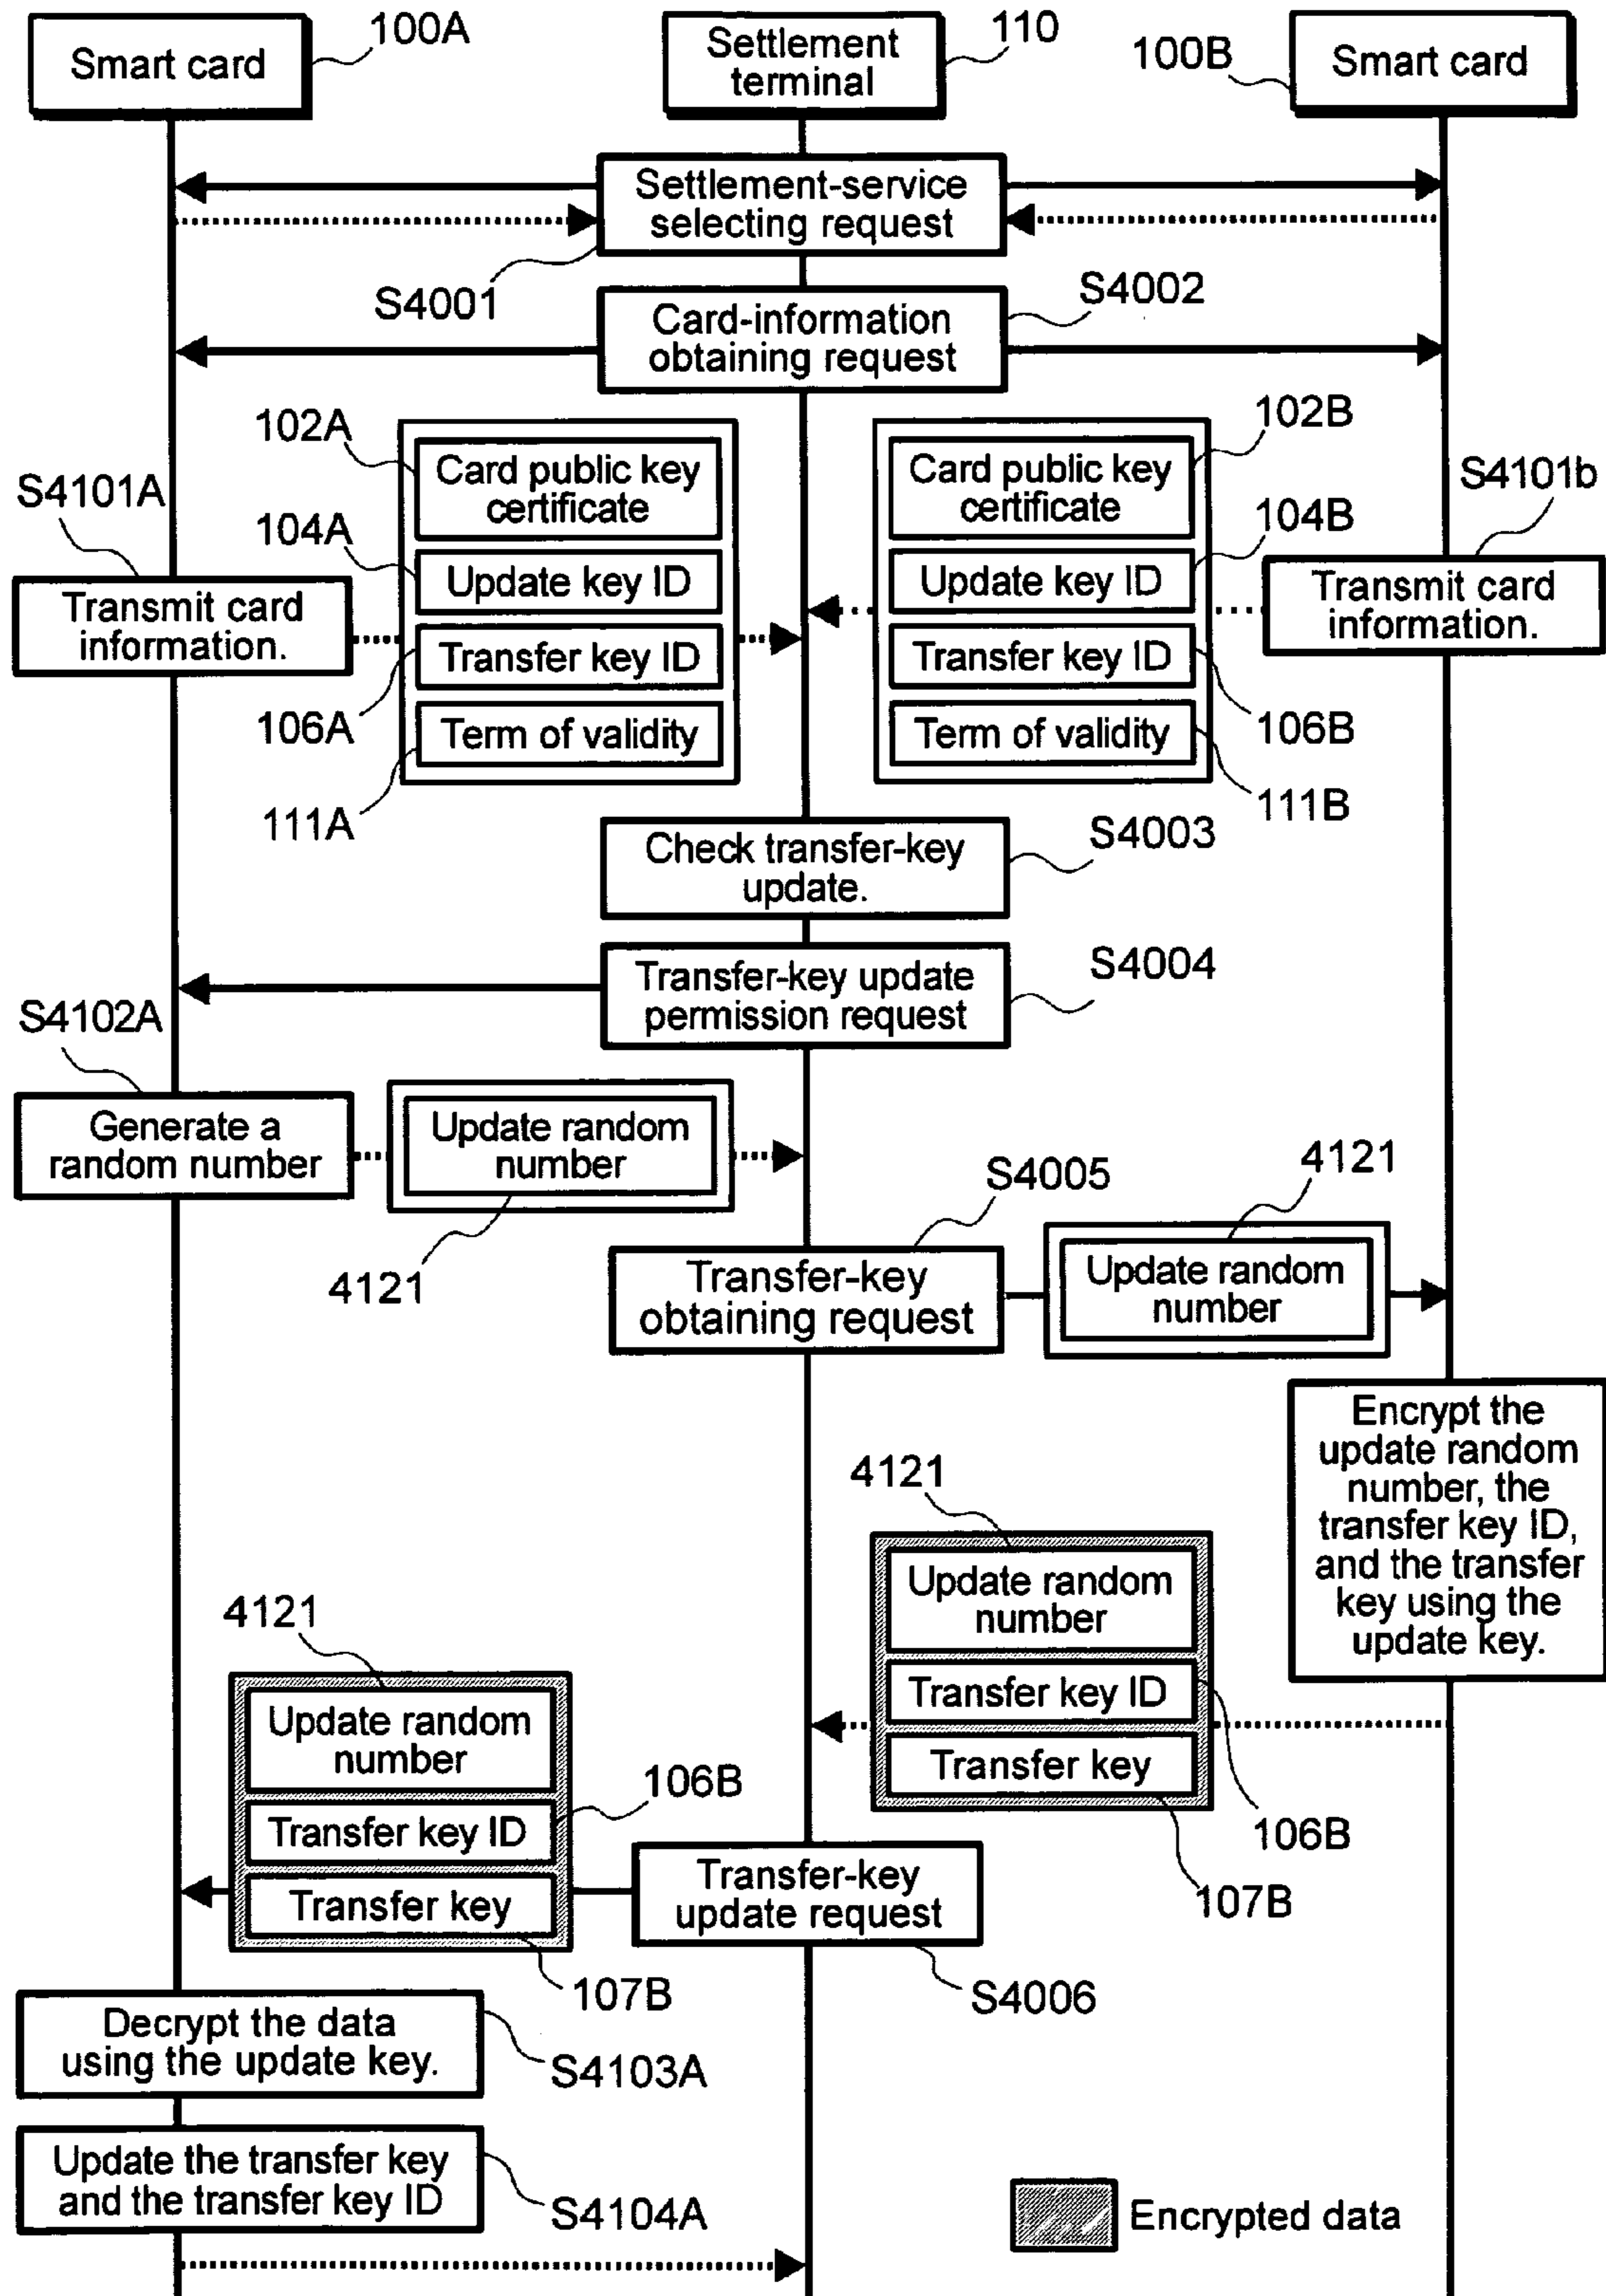 Smart card
100A
Settlement
terminal
110
100B
Smart card
Settlement-service
selecting request
S4001
Card-information
obtaining request
S4002
102A
Card public key
certificate
104A
Update key ID
Transfer key ID
106A
Term of validity
111A
S4101A
Transmit card
information.
102B
Card public key
certificate
104B
Update key ID
Transfer key ID
106B
Term of validity
111B
S4101b
Transmit card
information.
Check transfer-key
update.
S4003
Transfer-key update
permission request
S4004
S4102A
Generate a
random number
Update random
number
4121
S4005
Transfer-key
obtaining request
4121
Update random
number
Encrypt the
update random
number, the
transfer key ID,
and the transfer
key using the
update key.
4121
Update random
number
Transfer key ID
Transfer key
106B
107B
4121
Update random
number
106B
Transfer key ID
Transfer key
107B
Transfer-key
update request
S4006
Decrypt the data
using the update key.
S4103A
Update the transfer key
and the transfer key ID
S4104A
Encrypted data